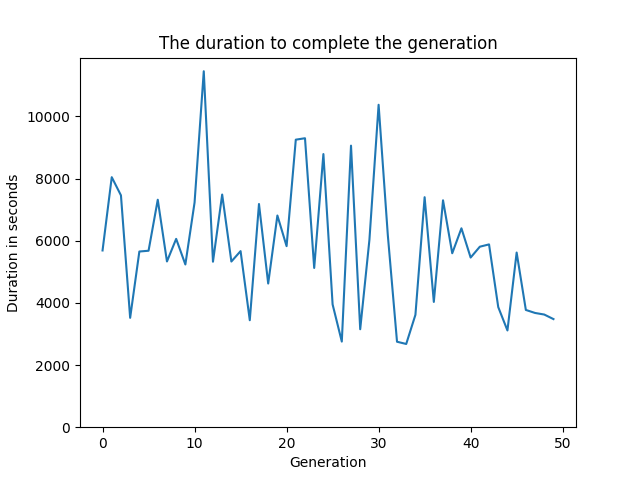 The duration to complete the generation
Duration in seconds
10000
8000
6000
4000
2000
0
0 10 20 30 40 50
Generation